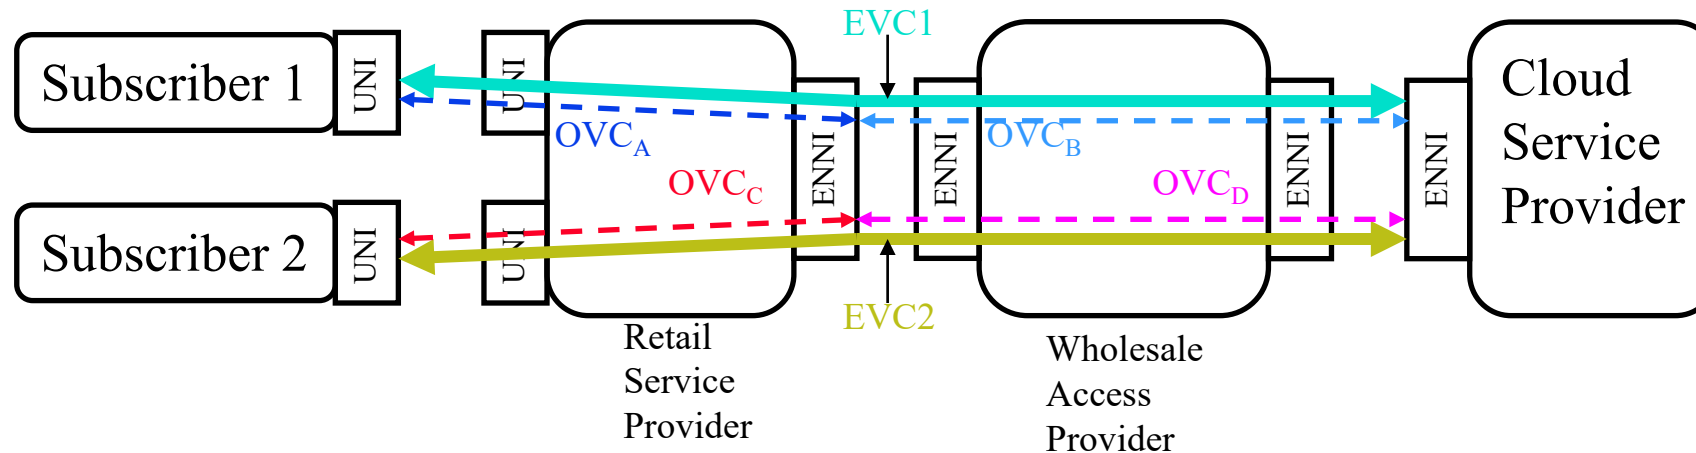 EVC1
Subscriber 1
UNI
UNI
OVCA
ENNI
ENNI
OVCB
ENNI
ENNI
Cloud
Service
Provider
OVCC
OVCD
Subscriber 2
UNI
UNI
EVC2
Retail
Service
Provider
Wholesale
Access
Provider